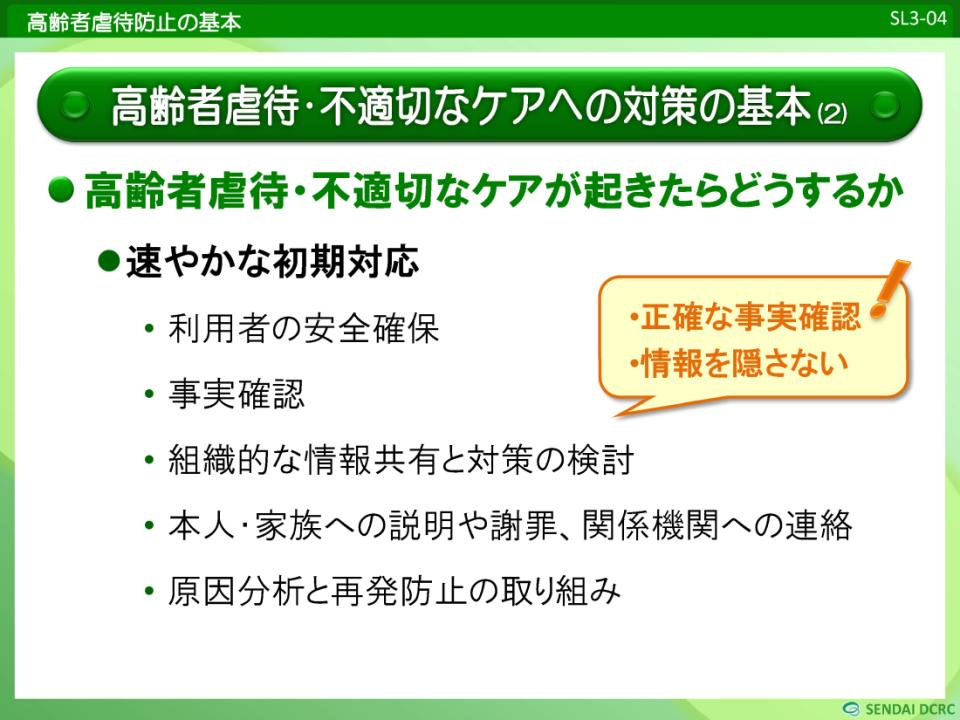 高齢者虐待防止の基本
SL3-04
高齢者虐待・不適切なケアへの対策の基本(2)
●高齢者虐待・不適切なケアが起きたらどうするか
●速やかな初期対応
・正確な事実確認
・情報を隠さない
・利用者の安全確保
・事実確認
・組織的な情報共有と対策の検討
・本人・家族への説明や謝罪、関係機関への連絡
・原因分析と再発防止の取り組み
SENDAI DCRC